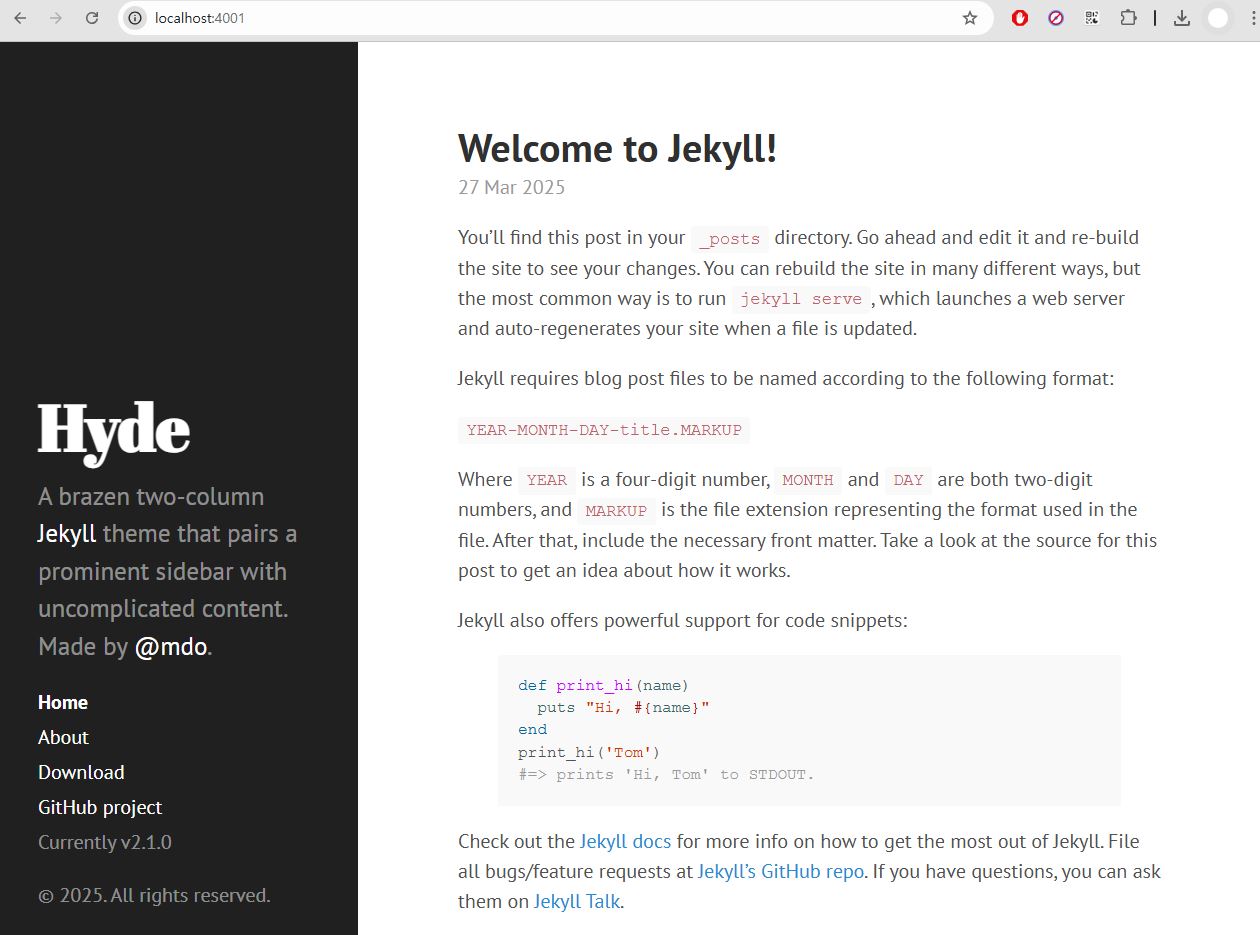 localhost:4001
Hyde
A brazen two-column
Jekyll theme that pairs a
prominent sidebar with
uncomplicated content.
Made by @mdo.
Home
About
Download
GitHub project
Currently v2.1.0
© 2025. All rights reserved.
Welcome to Jekyll!
27 Mar 2025
You’ll find this post in your _posts directory. Go ahead and edit it and re-build
the site to see your changes. You can rebuild the site in many different ways, but
the most common way is to run jekyll serve, which launches a web server
and auto-regenerates your site when a file is updated.
Jekyll requires blog post files to be named according to the following format:
YEAR-MONTH-DAY-title.MARKUP
Where YEAR is a four-digit number, MONTH and DAY are both two-digit
numbers, and MARKUP is the file extension representing the format used in the
file. After that, include the necessary front matter. Take a look at the source for this
post to get an idea about how it works.
Jekyll also offers powerful support for code snippets:
def print_hi(name)
  puts "Hi, #{name}"
end
print_hi('Tom')
#=> prints 'Hi, Tom' to STDOUT.
Check out the Jekyll docs for more info on how to get the most out of Jekyll. File
all bugs/feature requests at Jekyll’s GitHub repo. If you have questions, you can ask
them on Jekyll Talk.